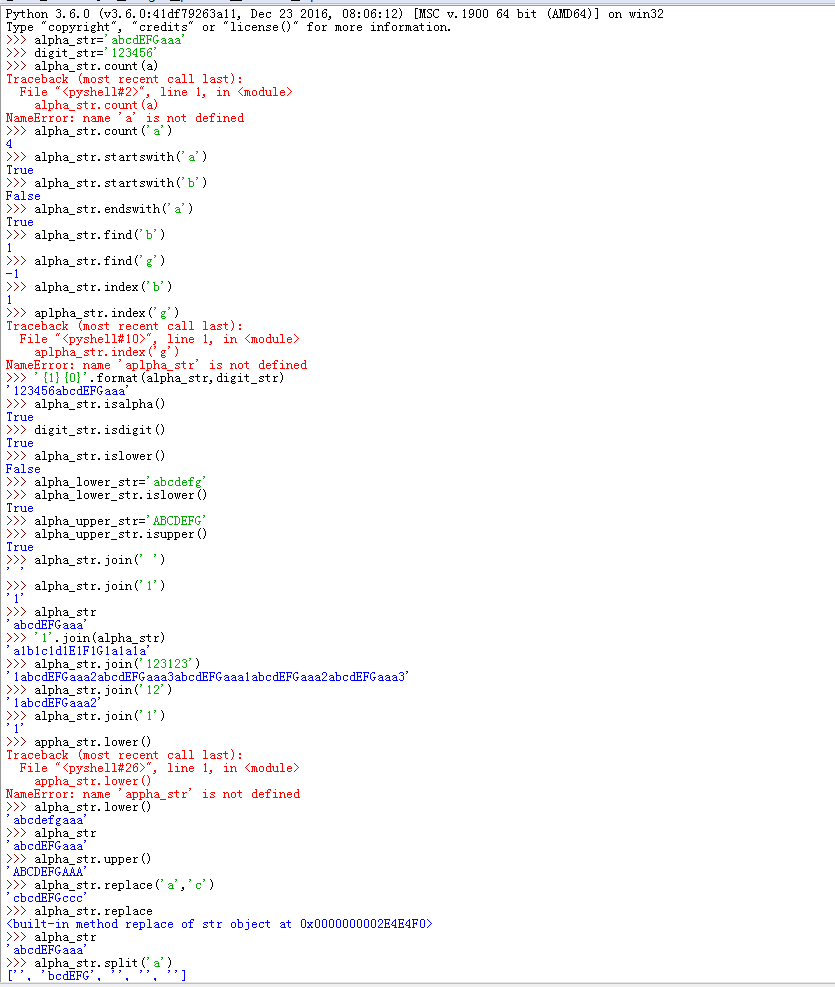 Python 3.6.0 (v3.6.0:41df79263a11, Dec 23 2016, 08:06:12) [MSC v.1900 64 bit (AMD64)] on win32
Type "copyright", "credits" or "license()" for more information.
>>> alpha_str='abcdEFGaaa'
>>> digit_str='123456'
>>> alpha_str.count(a)
Traceback (most recent call last):
  File "<pyshell#2>", line 1, in <module>
    alpha_str.count(a)
NameError: name 'a' is not defined
>>> alpha_str.count('a')
4
>>> alpha_str.startswith('a')
True
>>> alpha_str.startswith('b')
False
>>> alpha_str.endswith('a')
True
>>> alpha_str.find('b')
1
>>> alpha_str.find('g')
-1
>>> alpha_str.index('b')
1
>>> aplpha_str.index('g')
Traceback (most recent call last):
  File "<pyshell#10>", line 1, in <module>
    aplpha_str.index('g')
NameError: name 'aplpha_str' is not defined
>>> '{1}{0}'.format(alpha_str,digit_str)
'123456abcdEFGaaa'
>>> alpha_str.isalpha()
True
>>> digit_str.isdigit()
True
>>> alpha_str.islower()
False
>>> alpha_lower_str='abcdefg'
>>> alpha_lower_str.islower()
True
>>> alpha_upper_str='ABCDEFG'
>>> alpha_upper_str.isupper()
True
>>> alpha_str.join(' ')
' '
>>> alpha_str.join('1')
'1'
>>> alpha_str
'abcdEFGaaa'
>>> '1'.join(alpha_str)
'a1b1c1d1E1F1G1a1a1a'
>>> alpha_str.join('123123')
'1abcdEFGaaa2abcdEFGaaa3abcdEFGaaa1abcdEFGaaa2abcdEFGaaa3'
>>> alpha_str.join('12')
'1abcdEFGaaa2'
>>> alpha_str.join('1')
'1'
>>> appha_str.lower()
Traceback (most recent call last):
  File "<pyshell#26>", line 1, in <module>
    appha_str.lower()
NameError: name 'appha_str' is not defined
>>> alpha_str.lower()
'abcdefgaaa'
>>> alpha_str
'abcdEFGaaa'
>>> alpha_str.upper()
'ABCDEFGAAA'
>>> alpha_str.replace('a','c')
'cbcdEFGccc'
>>> alpha_str.replace
<built-in method replace of str object at 0x0000000002E4E4F0>
>>> alpha_str
'abcdEFGaaa'
>>> alpha_str.split('a')
['', 'bcdEFG', '', '', '']